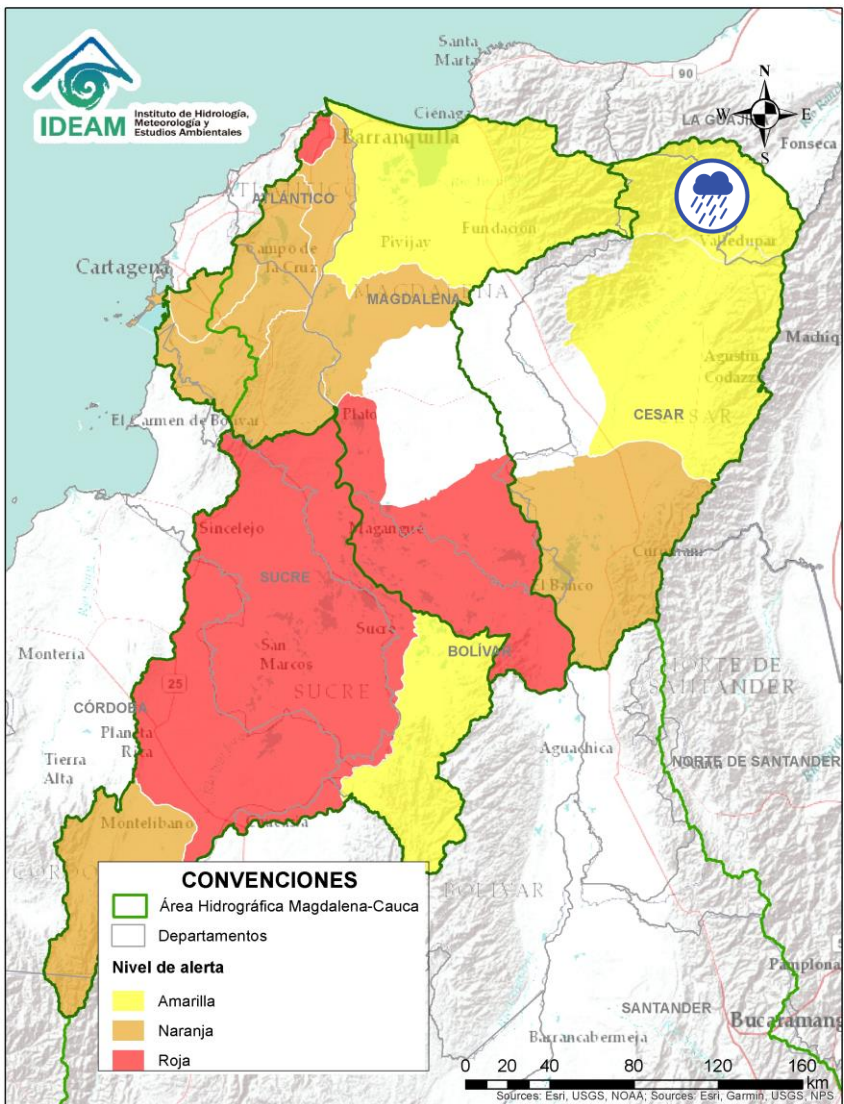 IDEAM
Instituto de Hidrología,
Meteorología y
Estudios Ambientales
Santa
Marta
90
N
W
E
S
LA GUAJI
Fonseca
Ciénaga
Barranquilla
ATLÁNTICO
Pivijay
Fundación
Valledupar
Cartagena
Campo de
la Cruz
MAGDALENA
Machiq
Agustín
Codazzi
CESAR
El Carmen de Bolívar
Plato
Sincelejo
Magangué
SUCRE
El Banco
Sucre
San
Marcos
BOLÍVAR
Montería
25
SUCRE
NORTE DE
SANTANDER
CÓRDOBA
Planeta
Rica
Tierra
Alta
Aguachica
NORTE DE SANTANDER
Montelíbano
BOLÍVAR
CONVENCIONES
Área Hidrográfica Magdalena-Cauca
Departamentos
Nivel de alerta
Amarilla
Naranja
Roja
Pamplona
SANTANDER
Bucaramang
Barrancabermeja
0 20 40 80 120 160
km
Sources: Esri, USGS, NOAA; Sources: Esri, Garmin, USGS, NPS